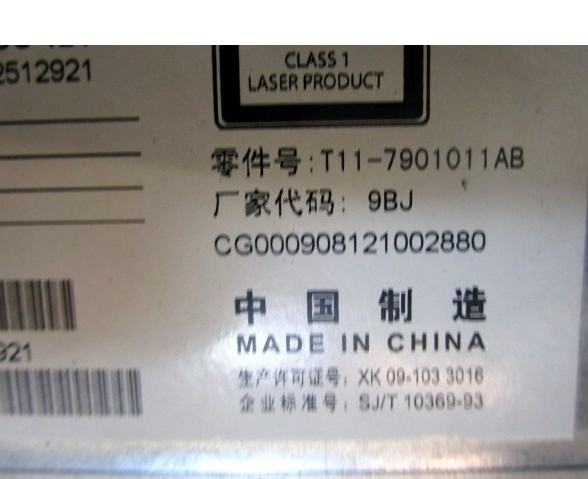 2512921
CLASS 1
LASER PRODUCT
零件号:T11-7901011AB
厂家代码: 9BJ
CG000908121002880
中国制造
MADE IN CHINA
921
生产许可证号: XK 09-103 3016
企业标准号: SJ/T 10369-93